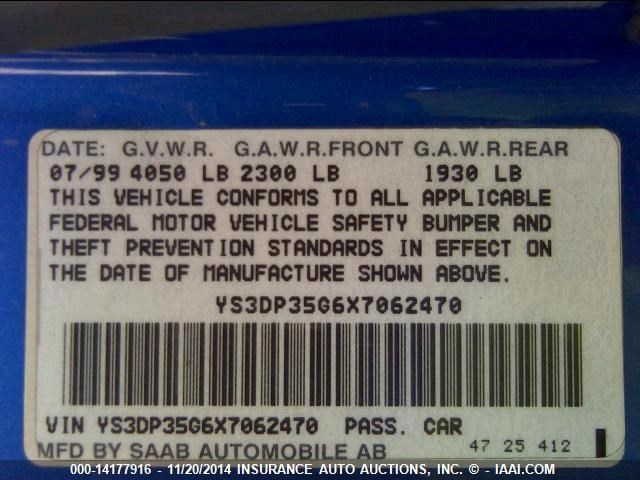 DATE: G.V.W.R. G.A.W.R.FRONT G.A.W.R.REAR
07/99 4050 LB 2300 LB 1930 LB
THIS VEHICLE CONFORMS TO ALL APPLICABLE
FEDERAL MOTOR VEHICLE SAFETY BUMPER AND
THEFT PREVENTION STANDARDS IN EFFECT ON
THE DATE OF MANUFACTURE SHOWN ABOVE.
YS3DP35G6X7062470
VIN YS3DP35G6X7062470 PASS. CAR
MFD BY SAAB AUTOMOBILE AB 47 25 412
000-14177916 - 11/20/2014 INSURANCE AUTO AUCTIONS, INC. © - IAAI.COM